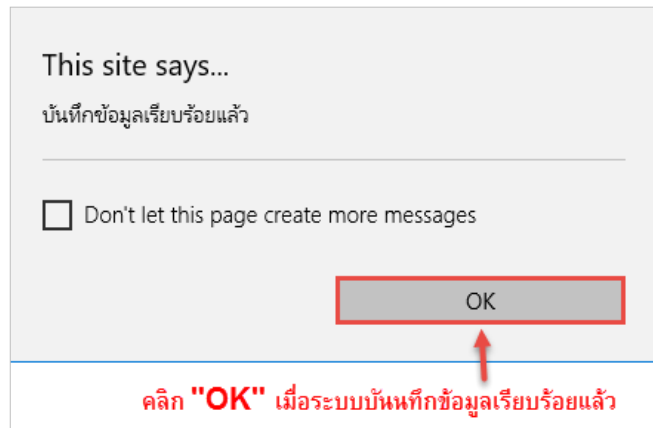 This site says...
บันทึกข้อมูลเรียบร้อยแล้ว
Don't let this page create more messages
OK
คลิก "OK" เมื่อระบบบันนทึกข้อมูลเรียบร้อยแล้ว